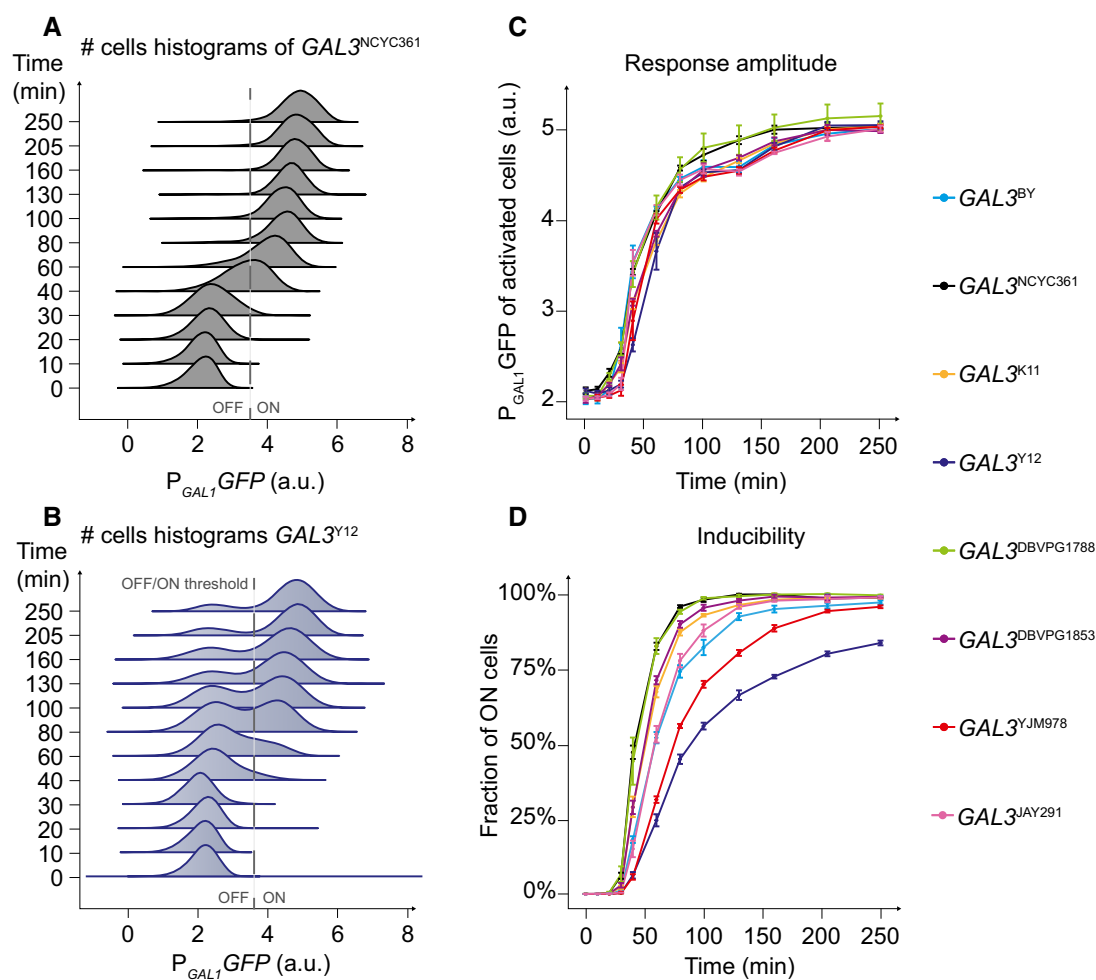 A
# cells histograms of GAL3NCYC361
Time
(min)
250
205
160
130
100
80
60
40
30
20
10
0
OFF ON
0 2 4 6 8
PGAL1GFP (a.u.)
B
# cells histograms GAL3Y12
Time
(min)
OFF/ON threshold
250
205
160
130
100
80
60
40
30
20
10
0
OFF ON
0 2 4 6 8
PGAL1GFP (a.u.)
C
Response amplitude
PGAL1GFP of activated cells (a.u.)
5
4
3
2
0 50 100 150 200 250
Time (min)
D
Inducibility
Fraction of ON cells
100%
75%
50%
25%
0%
0 50 100 150 200 250
Time (min)
GAL3BY
GAL3NCYC361
GAL3K11
GAL3Y12
GAL3DBVPG1788
GAL3DBVPG1853
GAL3YJM978
GAL3JAY291